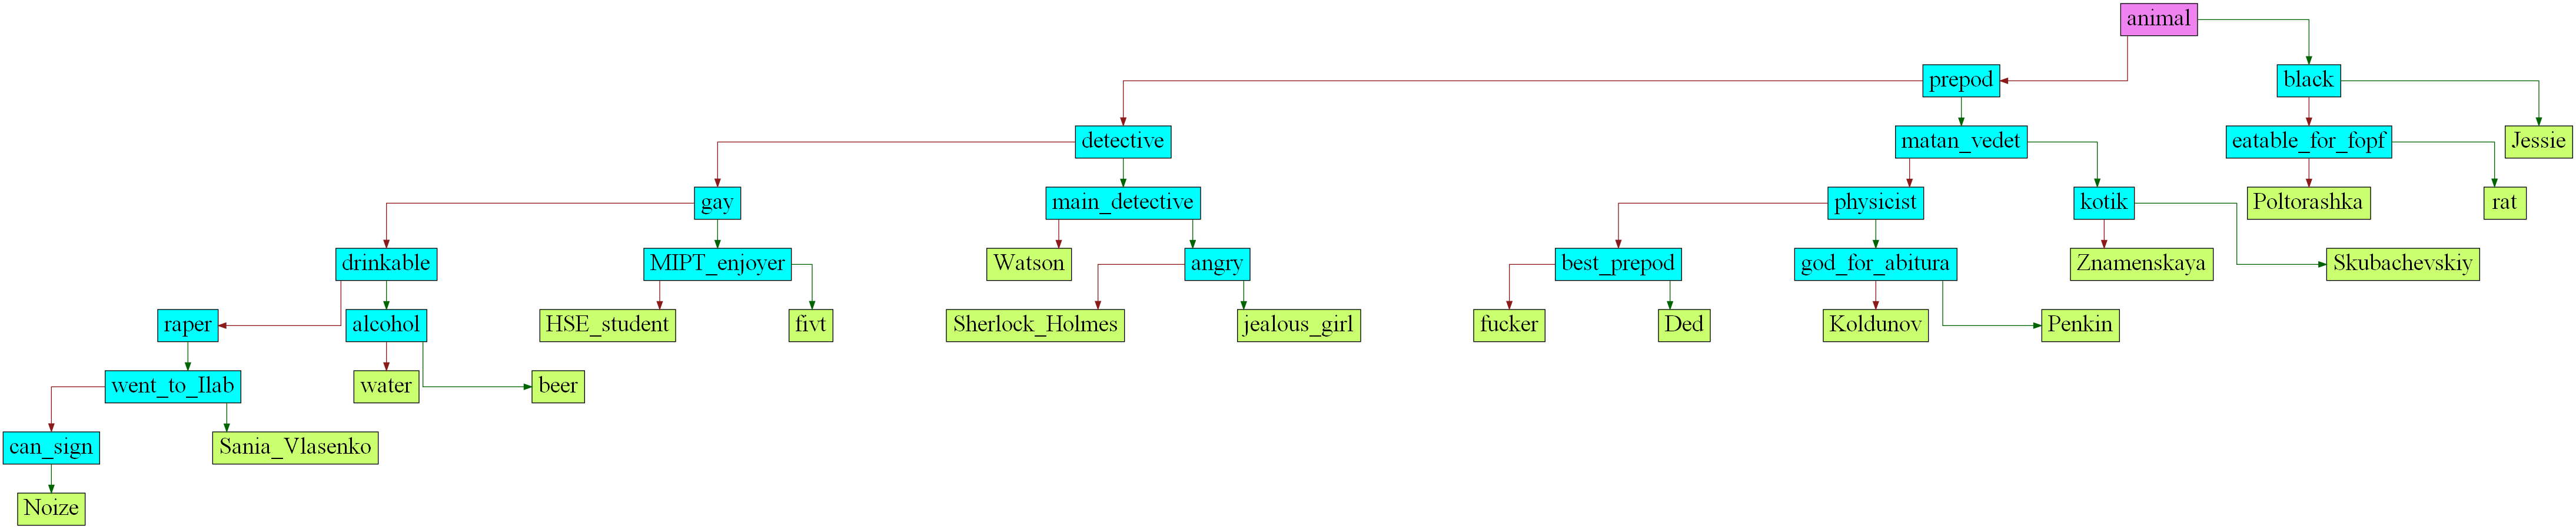 animal
prepod
black
detective
matan_vedet
eatable_for_fopf
Jessie
gay
main_detective
physicist
kotik
Poltorashka
rat
drinkable
MIPT_enjoyer
Watson
angry
best_prepod
god_for_abitura
Znamenskaya
Skubachevskiy
raper
alcohol
HSE_student
fivt
Sherlock_Holmes
jealous_girl
fucker
Ded
Koldunov
Penkin
went_to_Ilab
water
beer
can_sign
Sania_Vlasenko
Noize